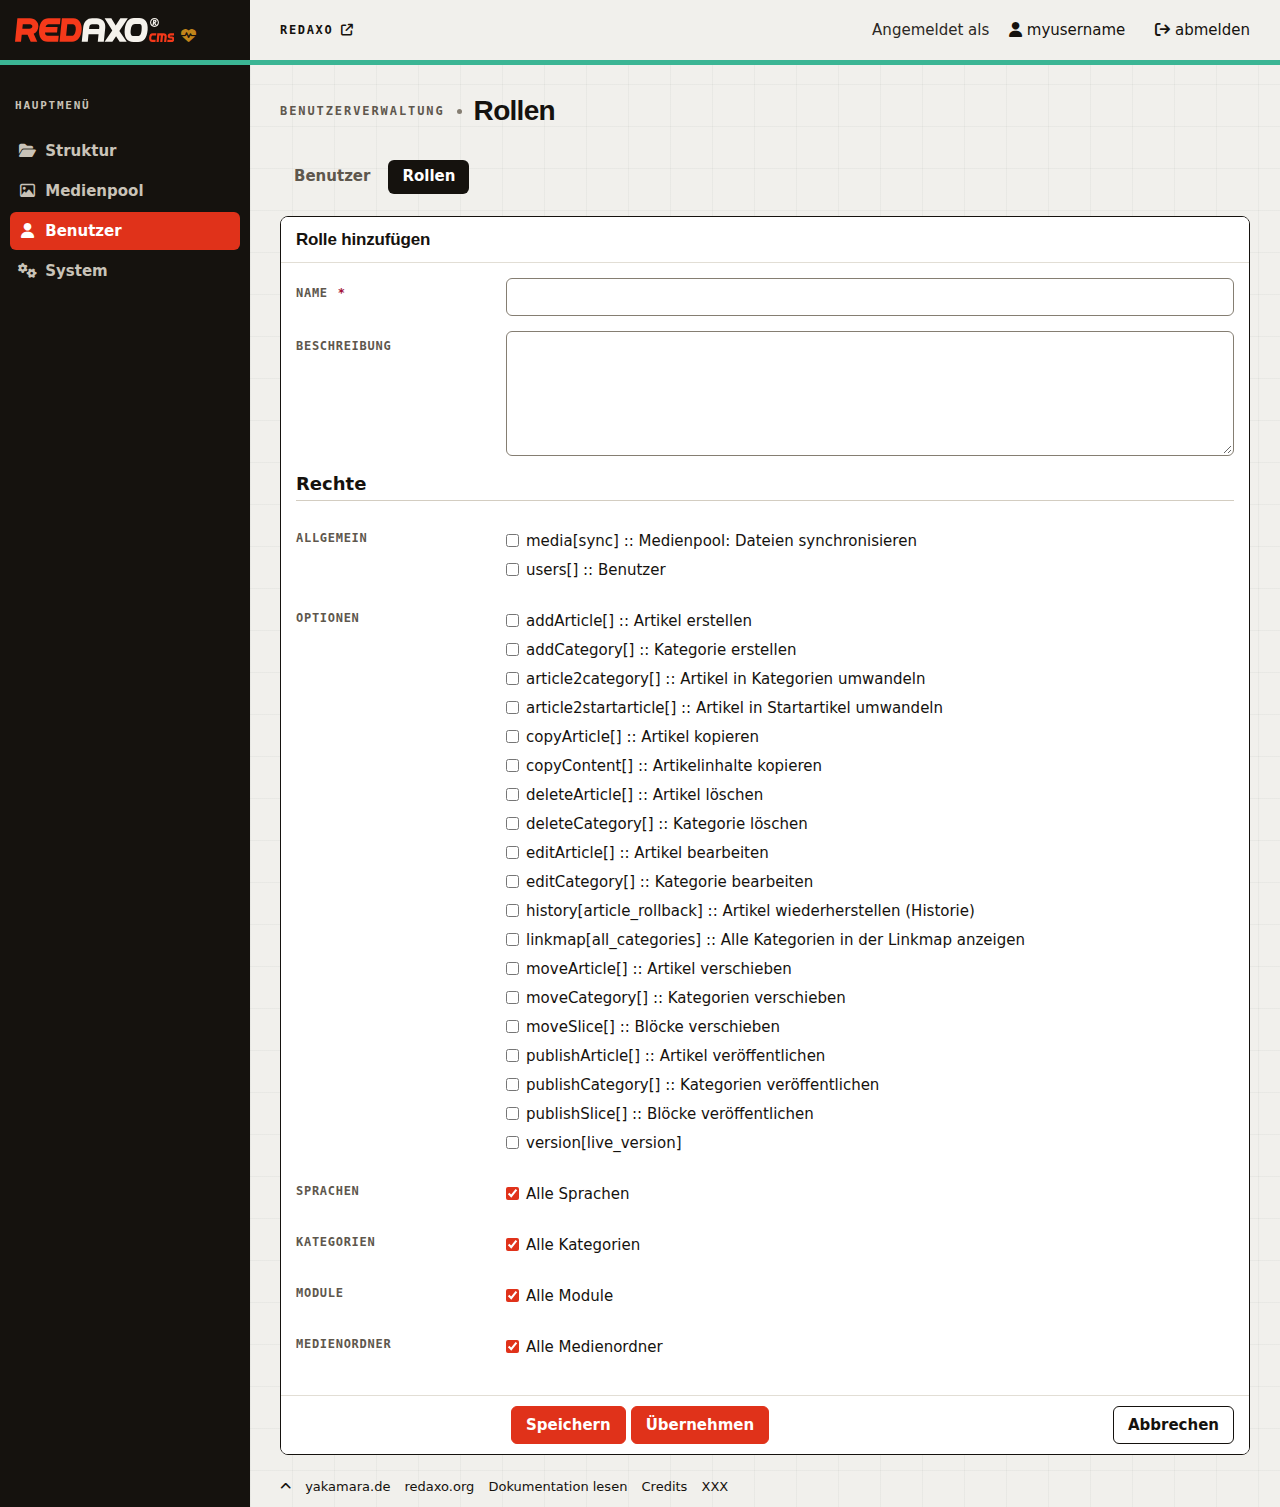 REDAXO® cms
REDAXO
Angemeldet als myusername abmelden
HAUPTMENÜ
Struktur
Medienpool
Benutzer
System
BENUTZERVERWALTUNG • Rollen
Benutzer Rollen
Rolle hinzufügen
NAME *
BESCHREIBUNG
Rechte
ALLGEMEIN
media[sync] :: Medienpool: Dateien synchronisieren
users[] :: Benutzer
OPTIONEN
addArticle[] :: Artikel erstellen
addCategory[] :: Kategorie erstellen
article2category[] :: Artikel in Kategorien umwandeln
article2startarticle[] :: Artikel in Startartikel umwandeln
copyArticle[] :: Artikel kopieren
copyContent[] :: Artikelinhalte kopieren
deleteArticle[] :: Artikel löschen
deleteCategory[] :: Kategorie löschen
editArticle[] :: Artikel bearbeiten
editCategory[] :: Kategorie bearbeiten
history[article_rollback] :: Artikel wiederherstellen (Historie)
linkmap[all_categories] :: Alle Kategorien in der Linkmap anzeigen
moveArticle[] :: Artikel verschieben
moveCategory[] :: Kategorien verschieben
moveSlice[] :: Blöcke verschieben
publishArticle[] :: Artikel veröffentlichen
publishCategory[] :: Kategorien veröffentlichen
publishSlice[] :: Blöcke veröffentlichen
version[live_version]
SPRACHEN
Alle Sprachen
KATEGORIEN
Alle Kategorien
MODULE
Alle Module
MEDIENORDNER
Alle Medienordner
Speichern Übernehmen Abbrechen
yakamara.de redaxo.org Dokumentation lesen Credits XXX